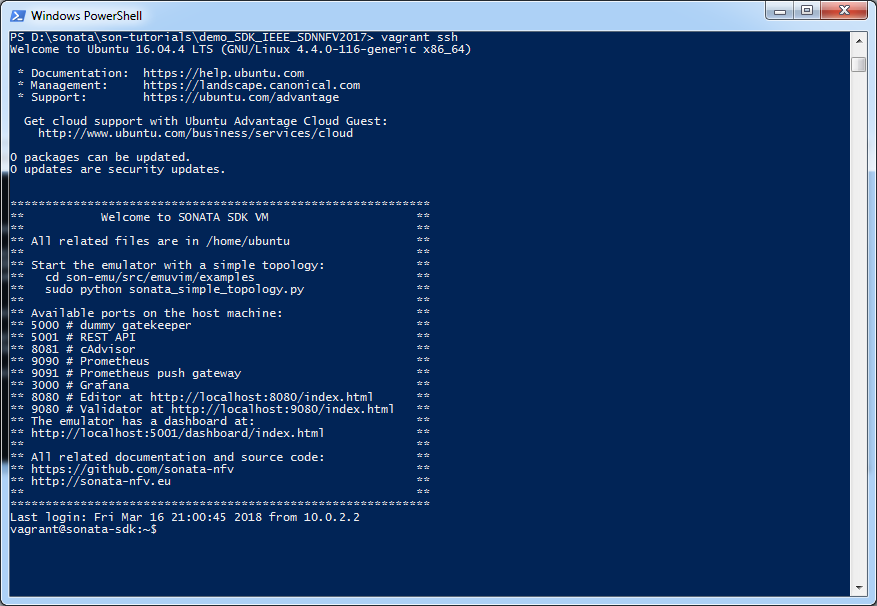 Windows PowerShell
PS D:\sonata\son-tutorials\demo_SDK_IEEE_SDNNFV2017> vagrant ssh
Welcome to Ubuntu 16.04.4 LTS (GNU/Linux 4.4.0-116-generic x86_64)
* Documentation:  https://help.ubuntu.com
* Management:     https://landscape.canonical.com
* Support:        https://ubuntu.com/advantage
Get cloud support with Ubuntu Advantage Cloud Guest:
http://www.ubuntu.com/business/services/cloud
0 packages can be updated.
0 updates are security updates.
************************************************************
**           Welcome to SONATA SDK VM                     **
**                                                        **
** All related files are in /home/ubuntu                  **
**                                                        **
** Start the emulator with a simple topology:             **
**   cd son-emu/src/emuvim/examples                       **
**   sudo python sonata_simple_topology.py                **
**                                                        **
** Available ports on the host machine:                   **
** 5000 # dummy gatekeeper                                **
** 5001 # REST API                                        **
** 8081 # cAdvisor                                        **
** 9090 # Prometheus                                      **
** 9091 # Prometheus push gateway                         **
** 3000 # Grafana                                         **
** 8080 # Editor at http://localhost:8080/index.html      **
** 9080 # Validator at http://localhost:9080/index.html   **
** The emulator has a dashboard at:                       **
** http://localhost:5001/dashboard/index.html             **
**                                                        **
** All related documentation and source code:             **
** https://github.com/sonata-nfv                          **
** http://sonata-nfv.eu                                   **
**                                                        **
************************************************************
Last login: Fri Mar 16 21:00:45 2018 from 10.0.2.2
vagrant@sonata-sdk:~$